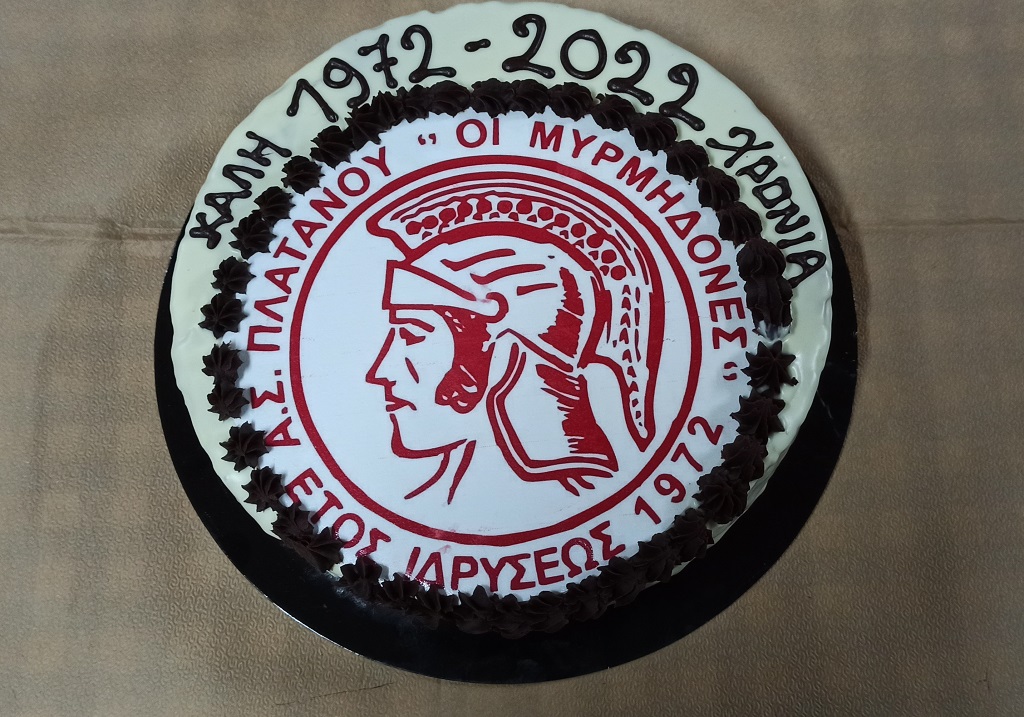 ΚΑΛΗ 1972-2022 ΧΡΟΝΙΑ
Α.Σ. ΠΛΑΤΑΝΟΥ “ ΟΙ ΜΥΡΜΗΔΟΝΕΣ “
ΕΤΟΣ ΙΔΡΥΣΕΩΣ 1972